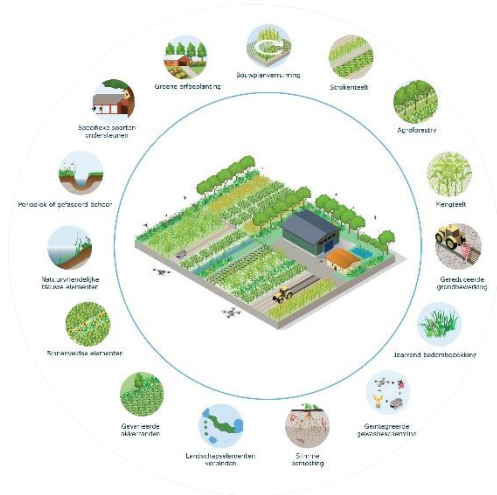 Bouwplanverruiming
Strokenteelt
Agroforestry
Mengteelt
Gereduceerde
grondbewerking
Jaarrond bodembedekking
Geïntegreerde
gewasbescherming
Slimme
bemesting
Landschapselementen
verbinden
Gevarieerde
akkerranden
Binnenveldse elementen
Natuurvriendelijke
blauwe elementen
Periodiek of gefaseerd beheer
Specifieke soorten
ondersteunen
Groene erfbeplanting